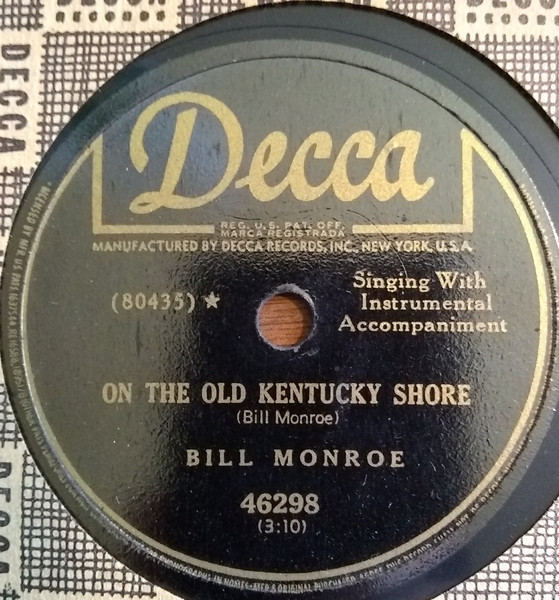 DECCA
Decca
REG. U.S. PAT. OFF.
MARCA REGISTRADA
MANUFACTURED BY DECCA RECORDS, INC., NEW YORK, U.S.A.
(80435) ★
Singing With
Instrumental
Accompaniment
ON THE OLD KENTUCKY SHORE
(Bill Monroe)
BILL MONROE
46298
(3:10)
DECCA